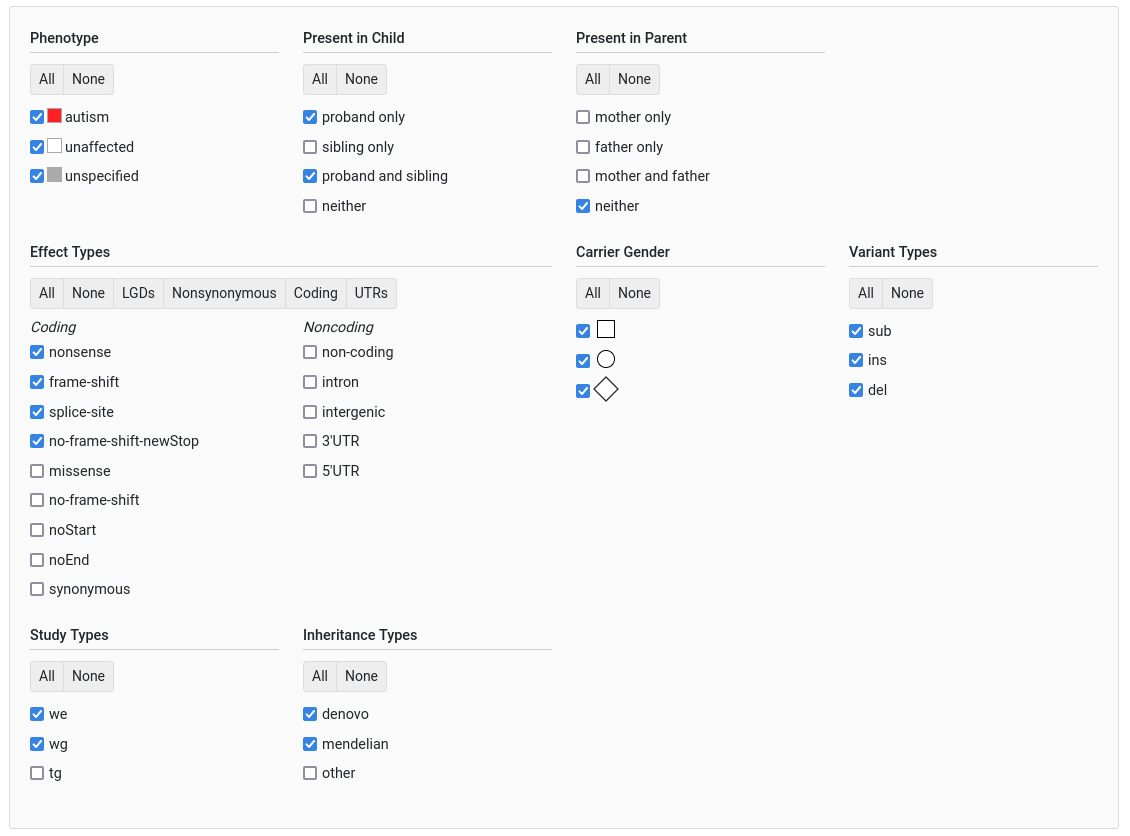 Phenotype
All None
autism
unaffected
unspecified
Present in Child
All None
proband only
sibling only
proband and sibling
neither
Present in Parent
All None
mother only
father only
mother and father
neither
Effect Types
All None LGDs Nonsynonymous Coding UTRs
Coding
nonsense
frame-shift
splice-site
no-frame-shift-newStop
missense
no-frame-shift
noStart
noEnd
synonymous
Noncoding
non-coding
intron
intergenic
3'UTR
5'UTR
Carrier Gender
All None
Variant Types
All None
sub
ins
del
Study Types
All None
we
wg
tg
Inheritance Types
All None
denovo
mendelian
other